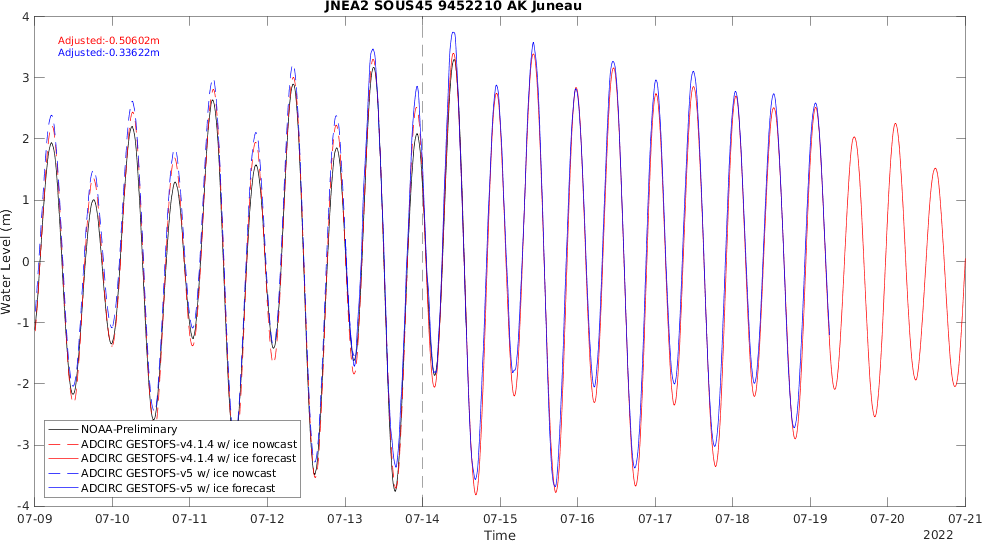 JNEA2 SOUS45 9452210 AK Juneau
Adjusted:-0.50602m
Adjusted:-0.33622m
4
3
2
1
0
-1
-2
-3
-4
Water Level (m)
NOAA-Preliminary
ADCIRC GESTOFS-v4.1.4 w/ ice nowcast
ADCIRC GESTOFS-v4.1.4 w/ ice forecast
ADCIRC GESTOFS-v5 w/ ice nowcast
ADCIRC GESTOFS-v5 w/ ice forecast
07-09 07-10 07-11 07-12 07-13 07-14 07-15 07-16 07-17 07-18 07-19 07-20 07-21
Time
2022